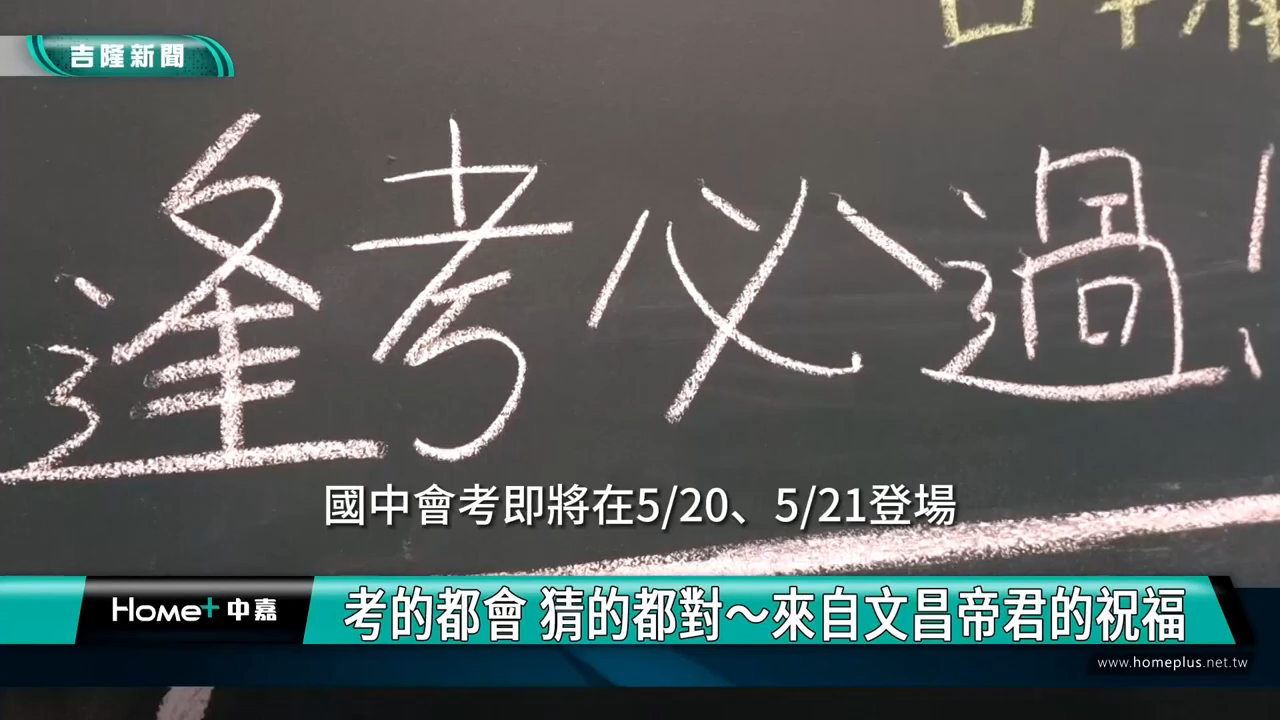 吉隆新聞
逢考必過!
國中會考即將在5/20、5/21登場
Home+中嘉
考的都會 猜的都對～來自文昌帝君的祝福
www.homeplus.net.tw